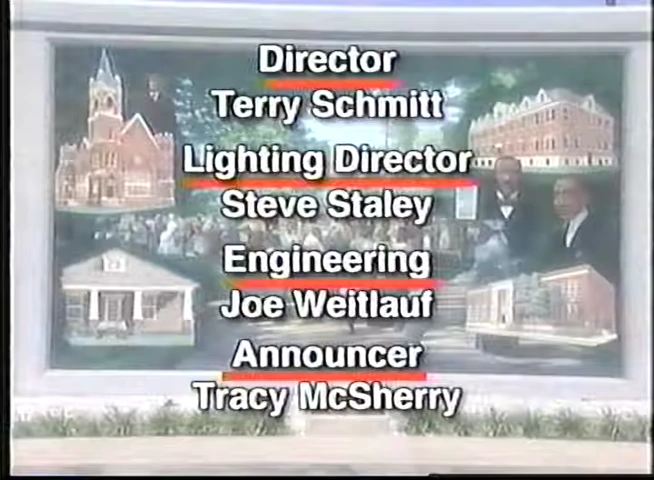 Director
Terry Schmitt
Lighting Director
Steve Staley
Engineering
Joe Weitlauf
Announcer
Tracy McSherry